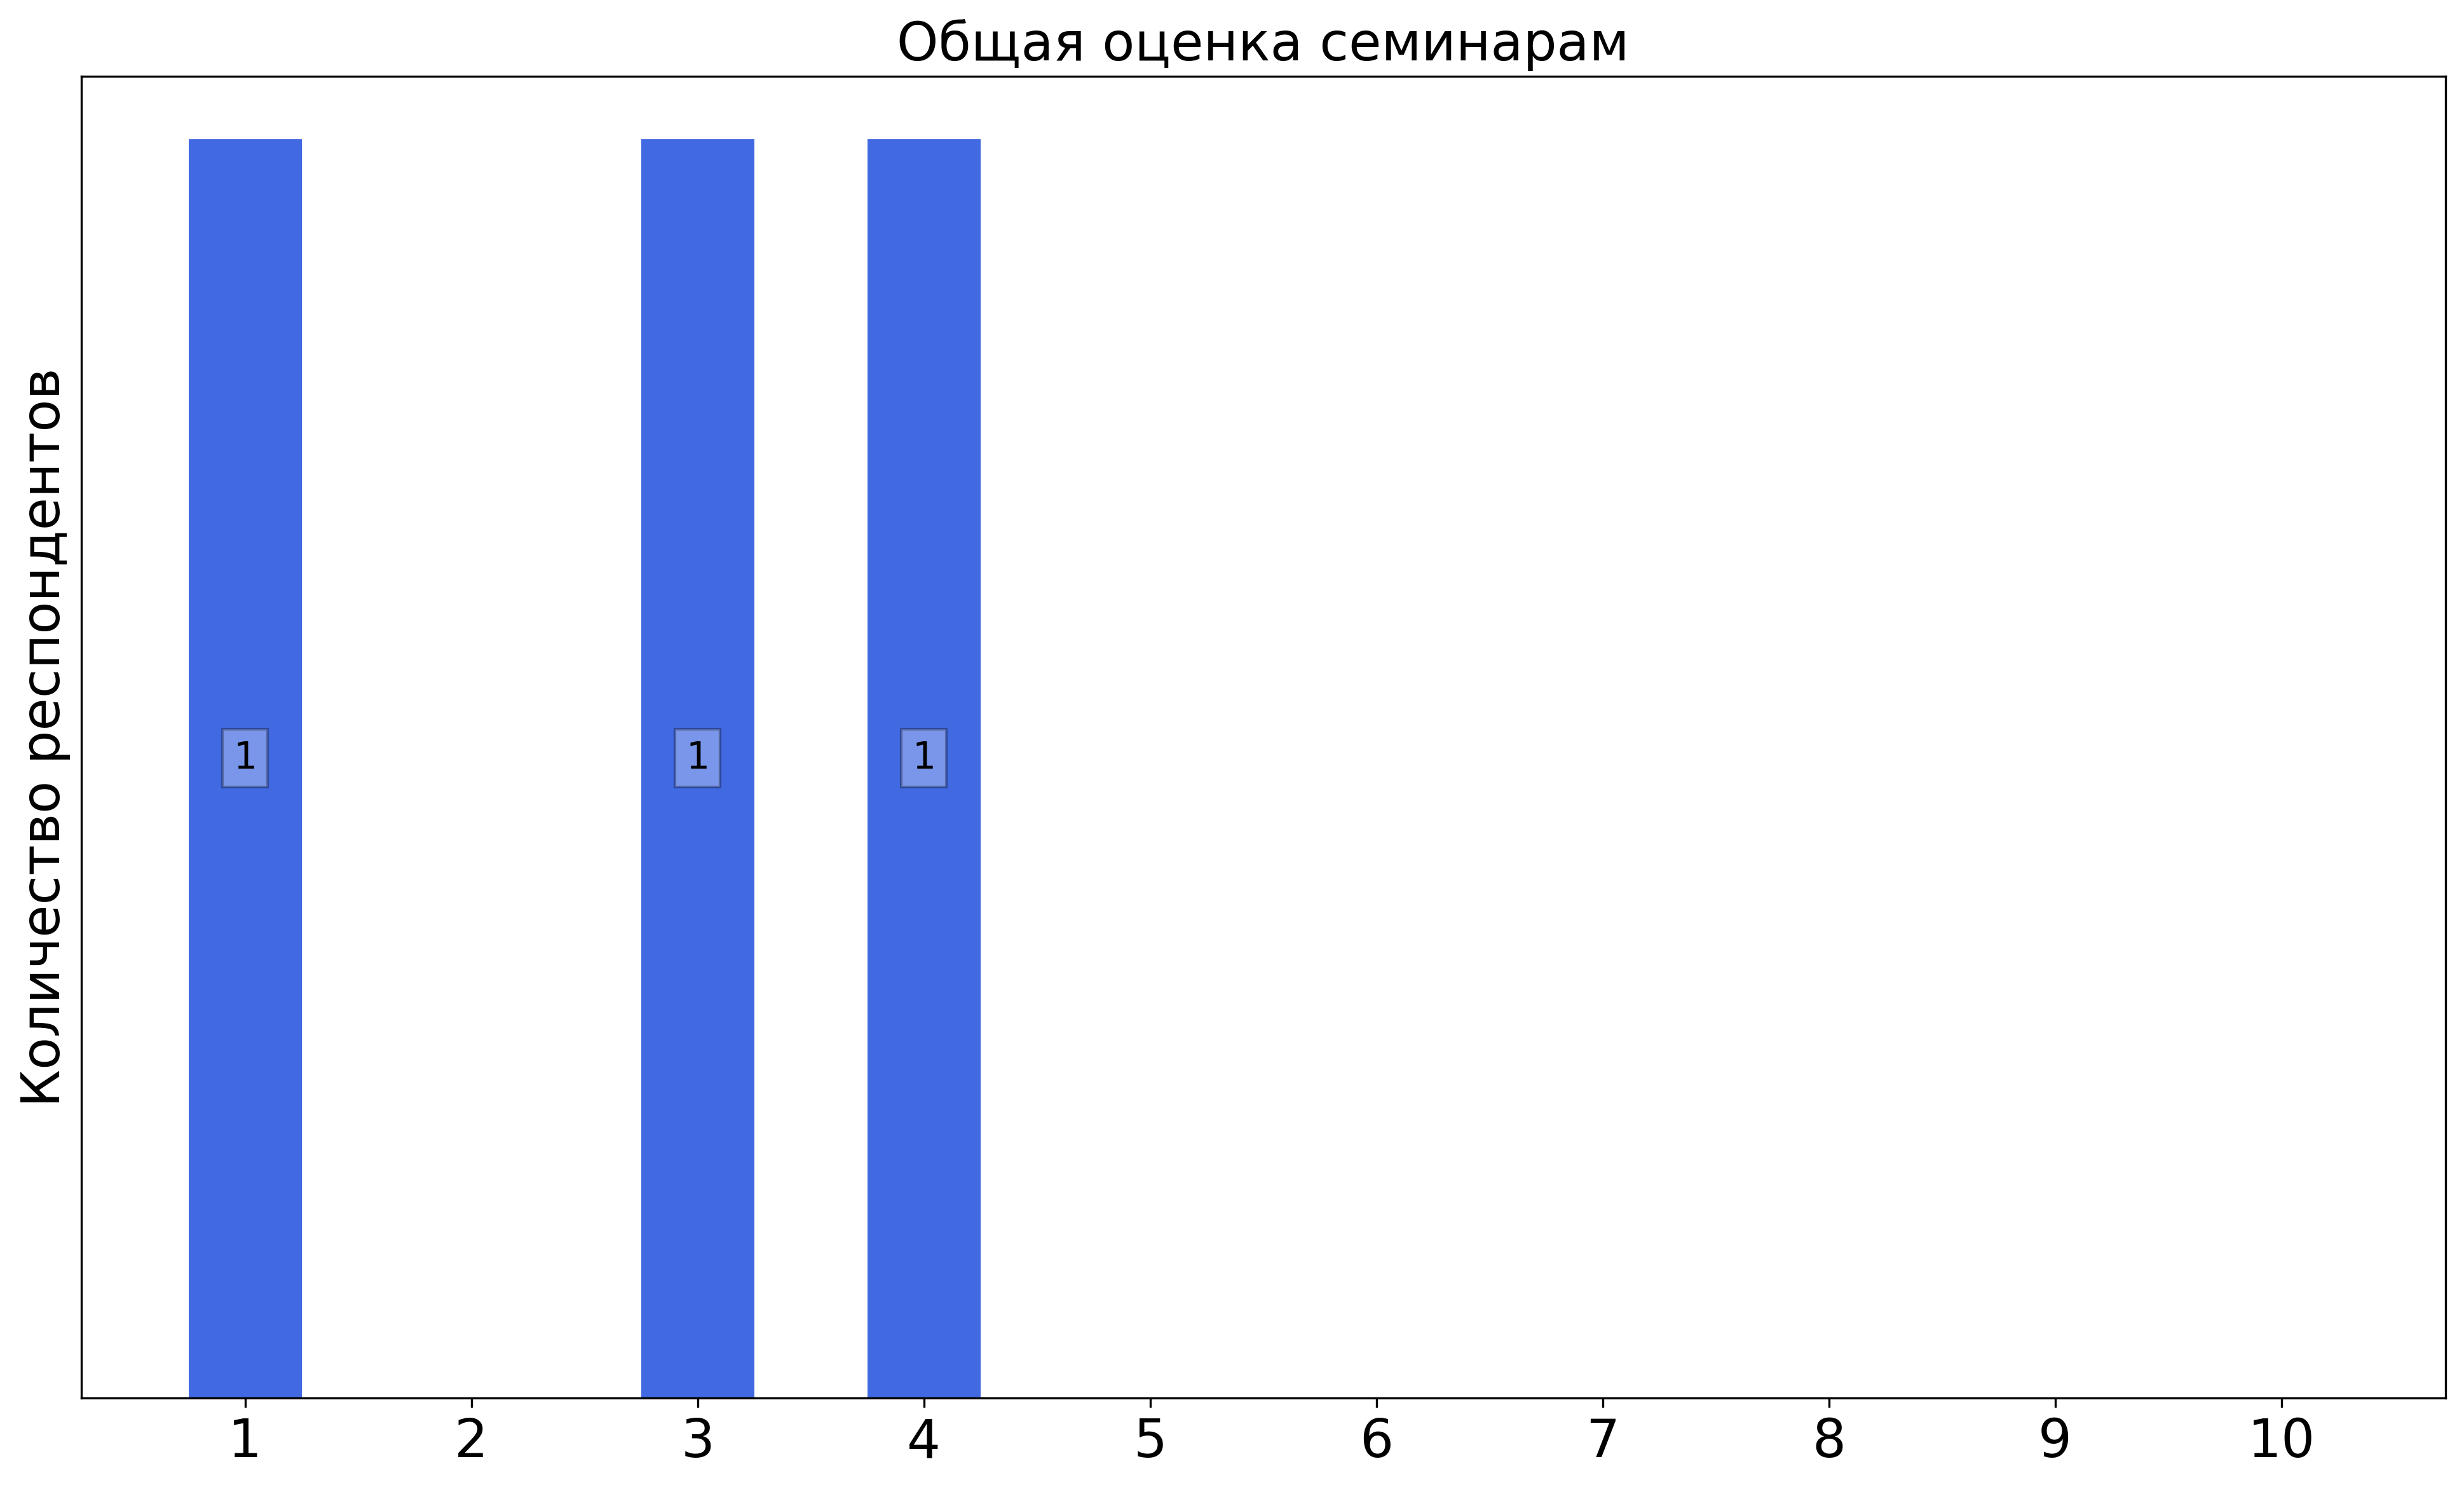 Общая оценка семинарам
Количество респондентов
1 1 1
1 2 3 4 5 6 7 8 9 10